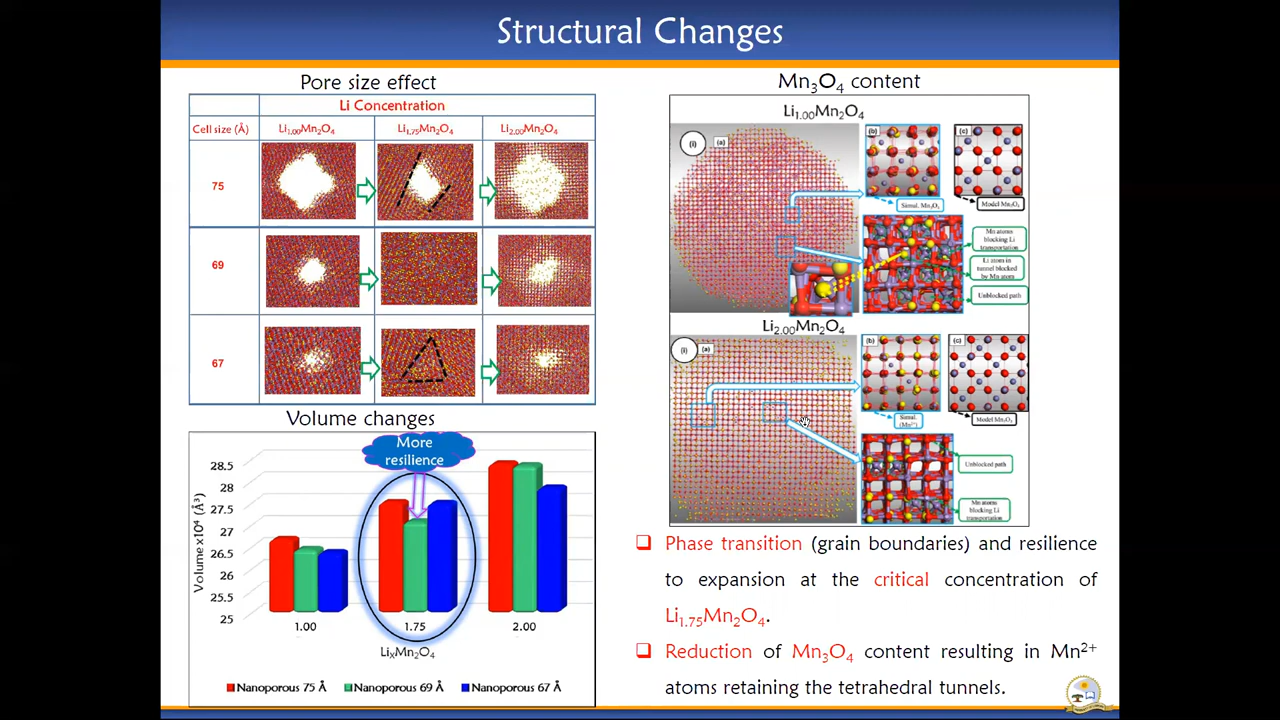 Structural Changes
Pore size effect
Li Concentration
Cell size (Å)
Li1.00Mn2O4
Li1.75Mn2O4
Li2.00Mn2O4
75
69
67
Volume changes
More
resilience
Volume x10⁴ (Å³)
28.5
28
27.5
27
26.5
26
25.5
25
1.00
1.75
2.00
LiXMn2O4
Nanoporous 75 Å
Nanoporous 69 Å
Nanoporous 67 Å
Mn3O4 content
Li1.00Mn2O4
(i)
(a)
(b)
(c)
Simul. Mn3O4
Model Mn3O4
Mn atoms
blocking Li
transportation
Li atom in
tunnel blocked
by Mn atom
Unblocked path
Li2.00Mn2O4
(i)
(a)
(b)
(c)
Simul.
(Mn²⁺)
Model Mn3O4
Unblocked path
Mn atoms
blocking Li
transportation
❑ Phase transition (grain boundaries) and resilience
to expansion at the critical concentration of
Li1.75Mn2O4.
❑ Reduction of Mn3O4 content resulting in Mn²⁺
atoms retaining the tetrahedral tunnels.